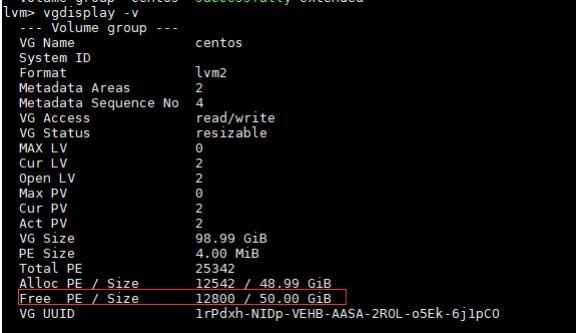 Volume group "centos" successfully extended
lvm> vgdisplay -v
--- Volume group ---
VG Name centos
System ID
Format lvm2
Metadata Areas 2
Metadata Sequence No 4
VG Access read/write
VG Status resizable
MAX LV 0
Cur LV 2
Open LV 2
Max PV 0
Cur PV 2
Act PV 2
VG Size 98.99 GiB
PE Size 4.00 MiB
Total PE 25342
Alloc PE / Size 12542 / 48.99 GiB
Free PE / Size 12800 / 50.00 GiB
VG UUID lrPdxh-NIDp-VEHB-AASA-2ROL-o5Ek-6j1pCO